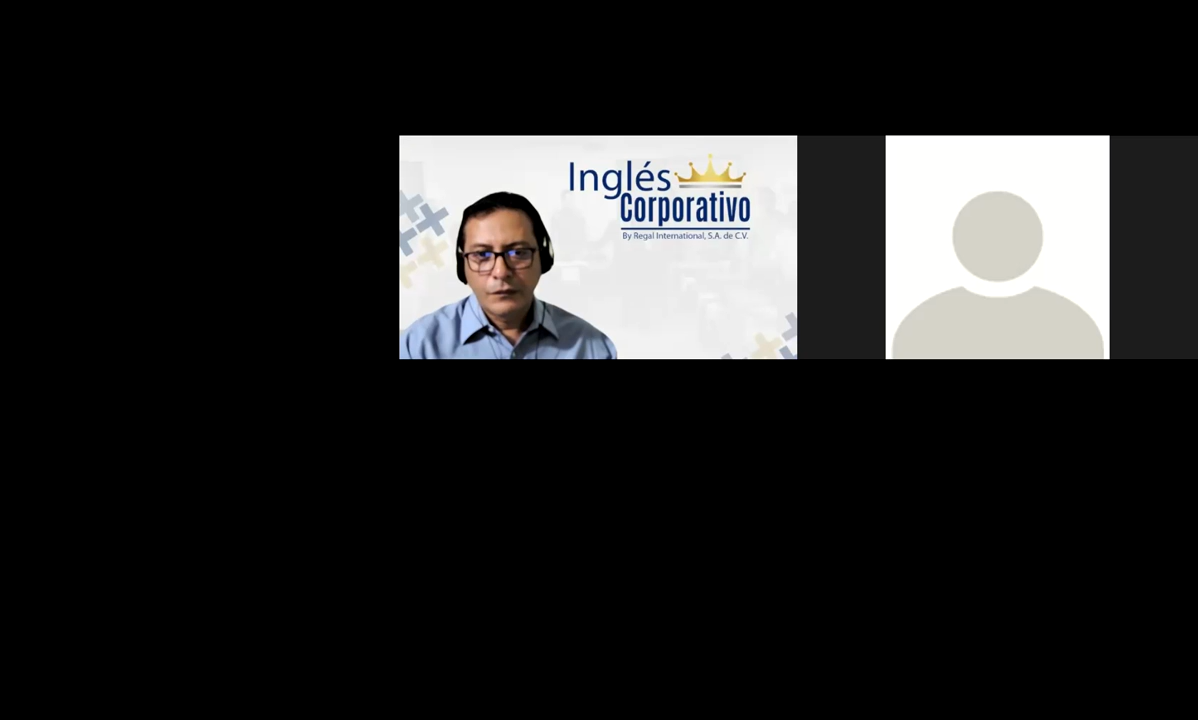 Inglés
Corporativo
By Regal International, S.A. de C.V.